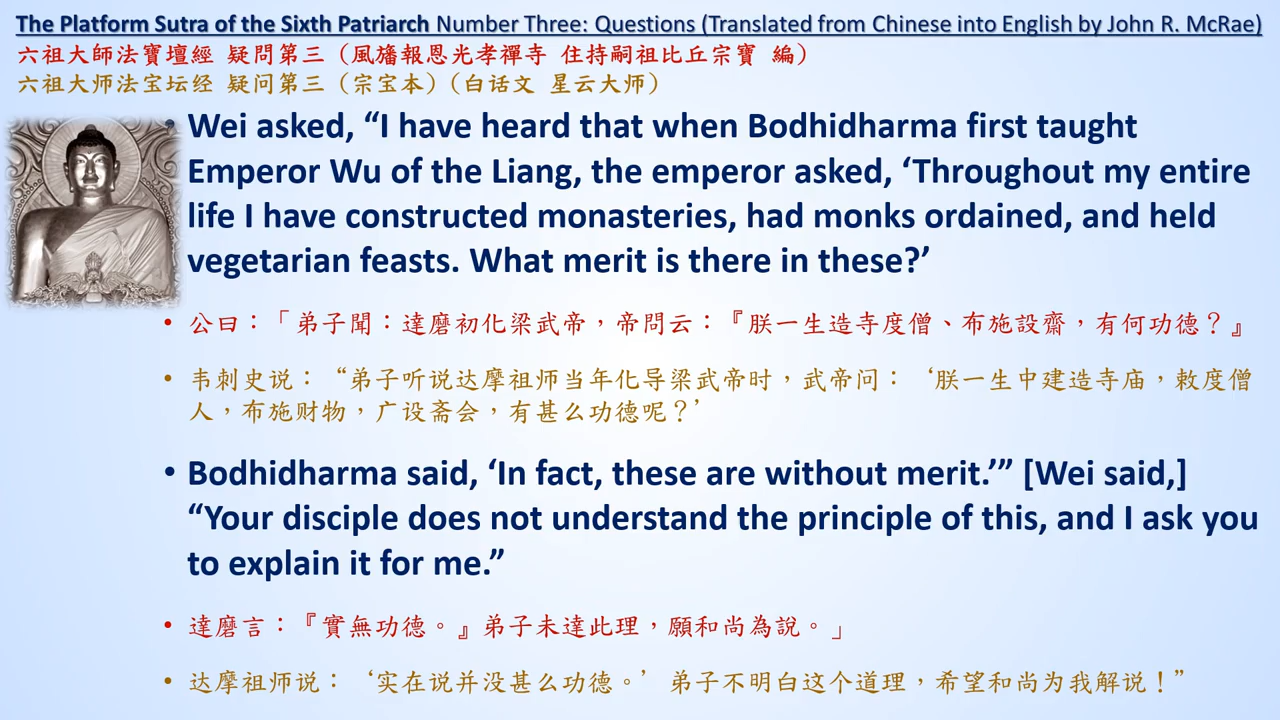 The Platform Sutra of the Sixth Patriarch Number Three: Questions (Translated from Chinese into English by John R. McRae)
六祖大師法寶壇經 疑問第三（風旛報恩光孝禪寺 住持嗣祖比丘宗寶 編）
六祖大师法宝坛经 疑问第三（宗宝本）（白话文 星云大师）
• Wei asked, “I have heard that when Bodhidharma first taught
Emperor Wu of the Liang, the emperor asked, ‘Throughout my entire
life I have constructed monasteries, had monks ordained, and held
vegetarian feasts. What merit is there in these?’
• 公曰：「弟子聞：達磨初化梁武帝，帝問云：『朕一生造寺度僧、布施設齋，有何功德？』
• 韦刺史说：“弟子听说达摩祖师当年化导梁武帝时，武帝问：‘朕一生中建造寺庙，敕度僧
人，布施财物，广设斋会，有甚么功德呢？’
• Bodhidharma said, ‘In fact, these are without merit.’” [Wei said,]
“Your disciple does not understand the principle of this, and I ask you
to explain it for me.”
• 達磨言：『實無功德。』弟子未達此理，願和尚為說。」
• 达摩祖师说：‘实在说并没甚么功德。’弟子不明白这个道理，希望和尚为我解说！”